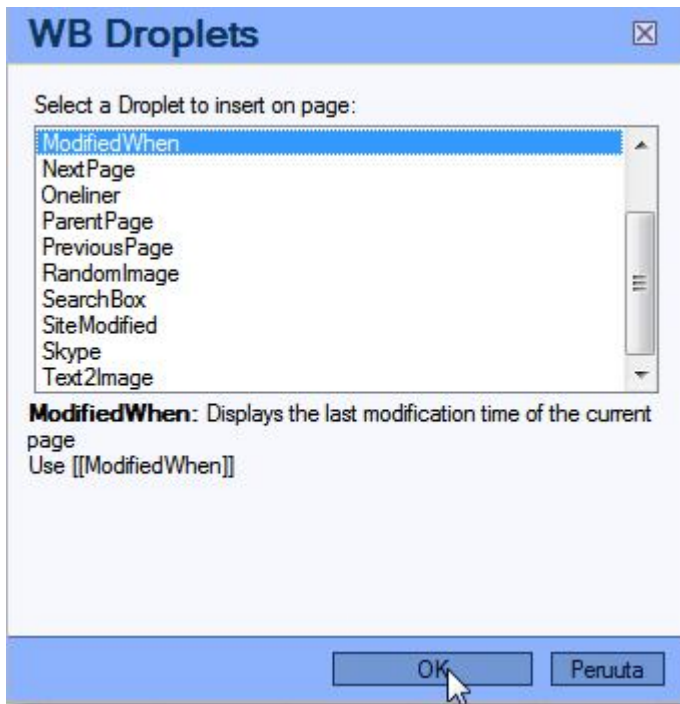 WB Droplets
Select a Droplet to insert on page:
ModifiedWhen
NextPage
Oneliner
ParentPage
PreviousPage
RandomImage
SearchBox
SiteModified
Skype
Text2Image
ModifiedWhen: Displays the last modification time of the current
page
Use [[ModifiedWhen]]
OK
Peruuta